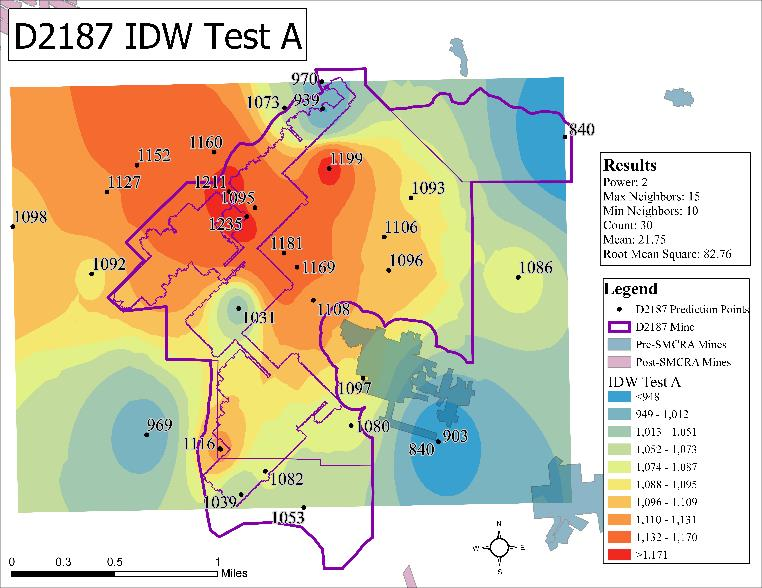 D2187 IDW Test A
970
1073
939
840
1160
1152
1199
1127
1211
1095
1093
1098
1235
1106
1181
1169
1096
1092
1086
1108
1031
1097
969
1080
903
840
1116
1082
1039
1053
Results
Power: 2
Max Neighbors: 15
Min Neighbors: 10
Count: 30
Mean: 21.75
Root Mean Square: 82.76
Legend
D2187 Prediction Points
D2187 Mine
Pre-SMCRA Mines
Post-SMCRA Mines
IDW Test A
<948
949 - 1,012
1,013 - 1,051
1,052 - 1,073
1,074 - 1,087
1,088 - 1,095
1,096 - 1,109
1,110 - 1,131
1,132 - 1,170
>1,171
N
W E
S
0 0.3 0.5 1
Miles